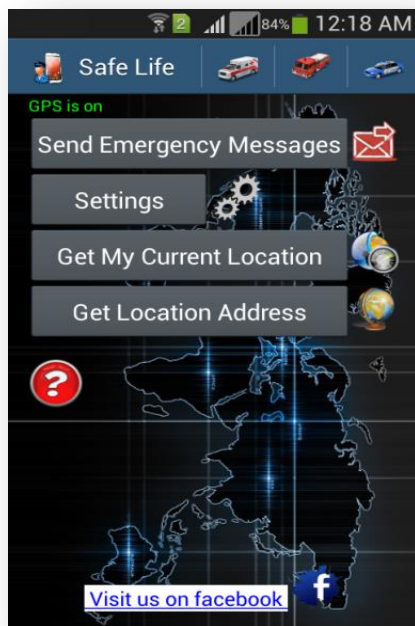 2 84% 12:18 AM
Safe Life
GPS is on
Send Emergency Messages
Settings
Get My Current Location
Get Location Address
?
Visit us on facebook f